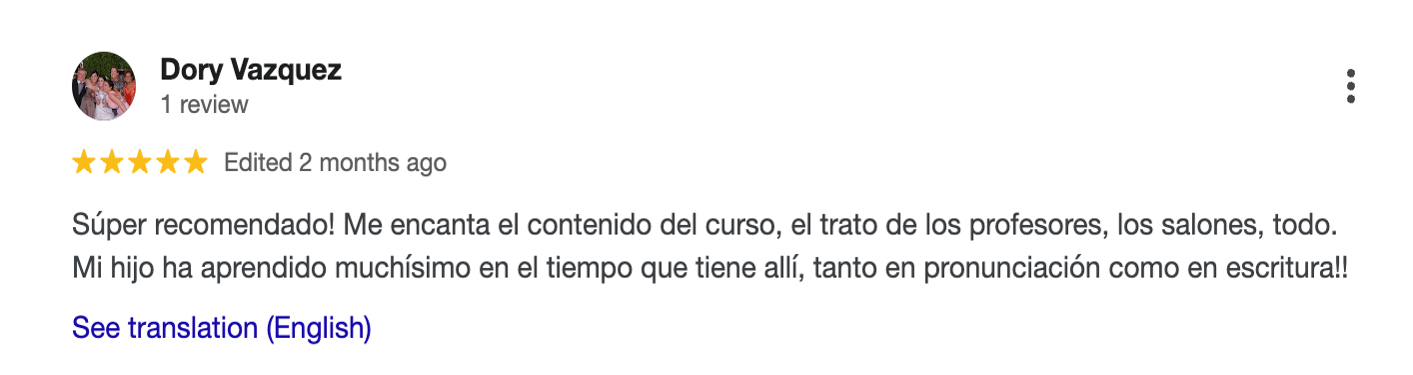 Dory Vazquez
1 review
Edited 2 months ago
Súper recomendado! Me encanta el contenido del curso, el trato de los profesores, los salones, todo.
Mi hijo ha aprendido muchísimo en el tiempo que tiene allí, tanto en pronunciación como en escritura!!
See translation (English)